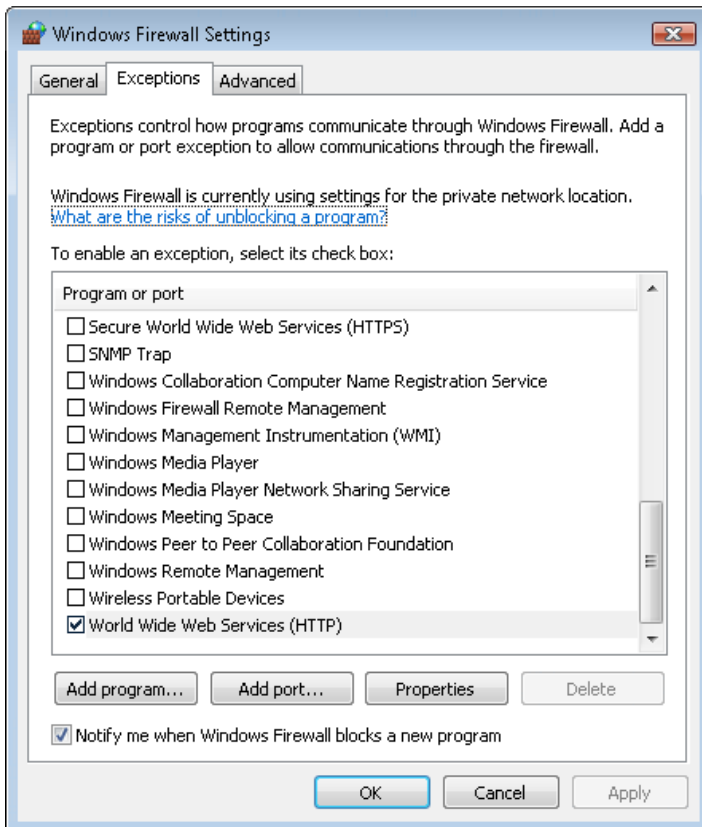 Windows Firewall Settings
General Exceptions Advanced
Exceptions control how programs communicate through Windows Firewall. Add a
program or port exception to allow communications through the firewall.
Windows Firewall is currently using settings for the private network location.
What are the risks of unblocking a program?
To enable an exception, select its check box:
Program or port
Secure World Wide Web Services (HTTPS)
SNMP Trap
Windows Collaboration Computer Name Registration Service
Windows Firewall Remote Management
Windows Management Instrumentation (WMI)
Windows Media Player
Windows Media Player Network Sharing Service
Windows Meeting Space
Windows Peer to Peer Collaboration Foundation
Windows Remote Management
Wireless Portable Devices
World Wide Web Services (HTTP)
Add program... Add port... Properties Delete
Notify me when Windows Firewall blocks a new program
OK Cancel Apply